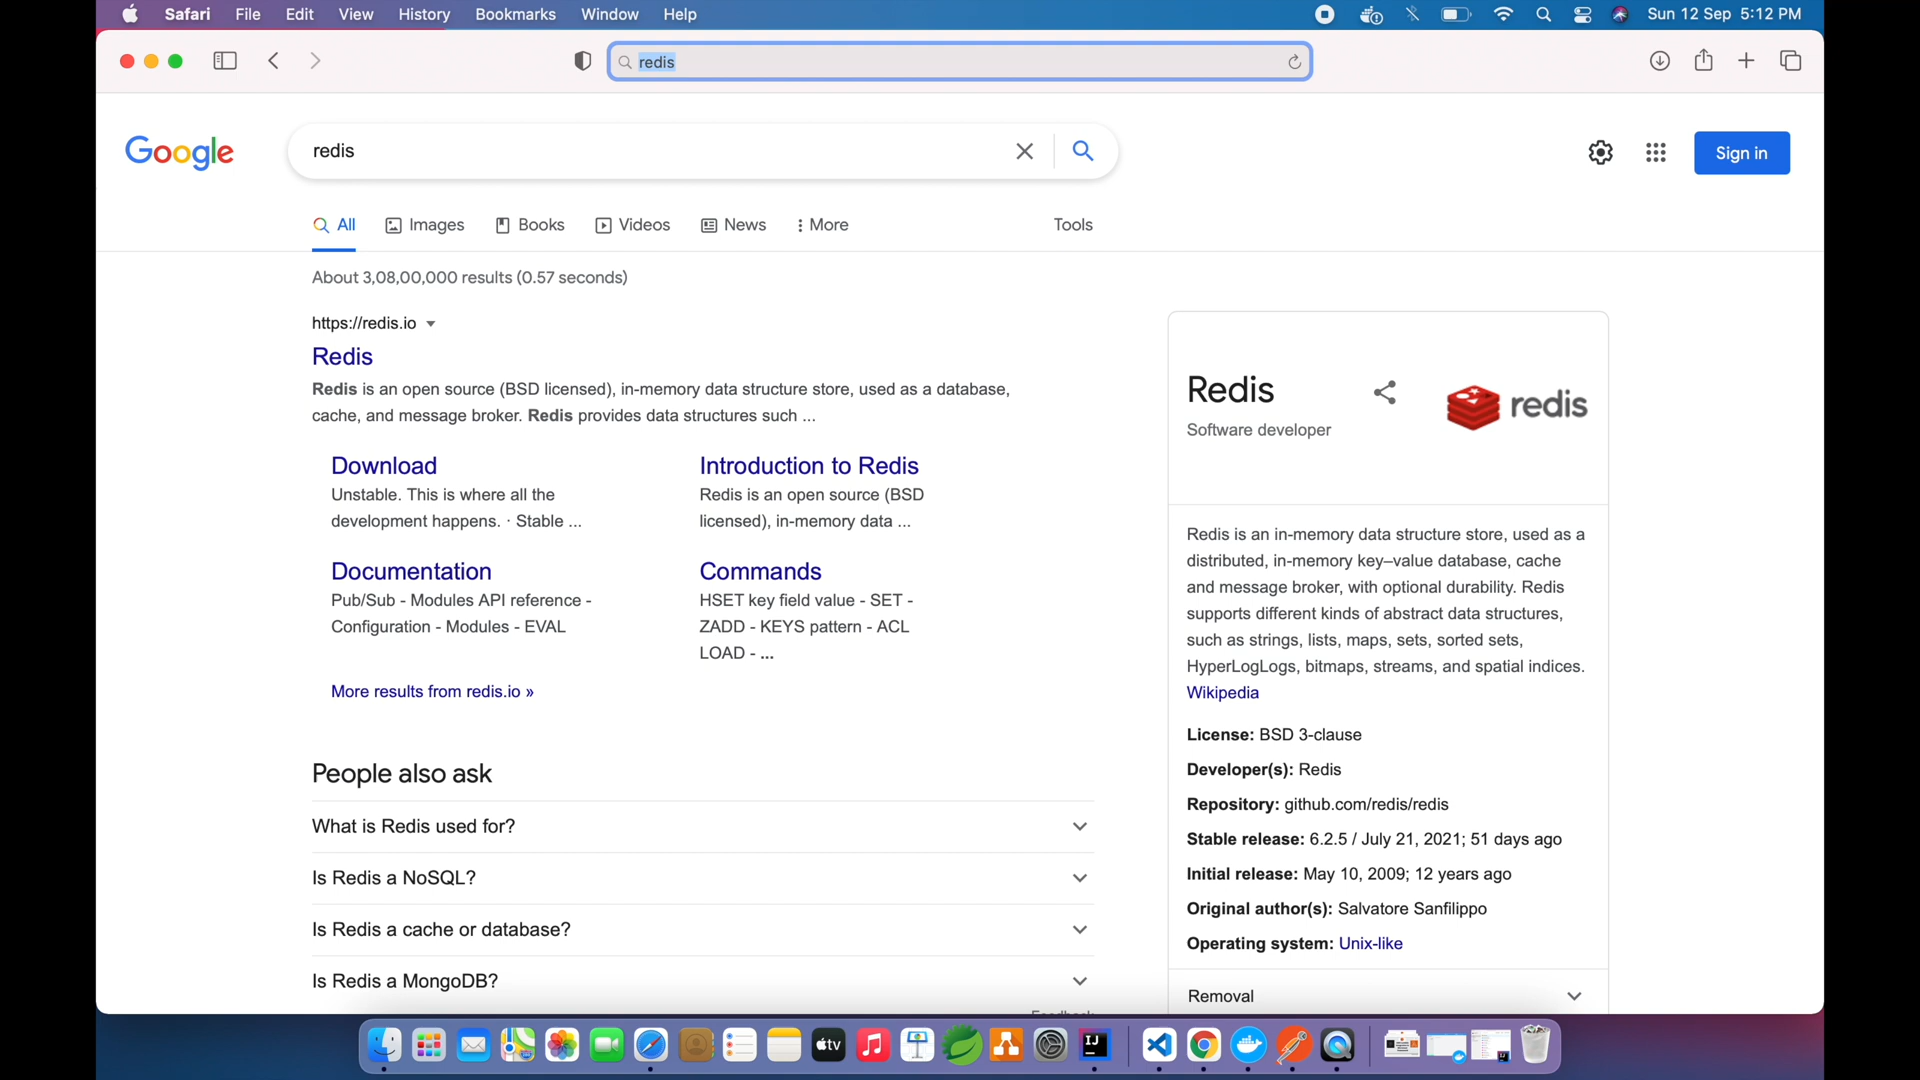 Safari File Edit View History Bookmarks Window Help Sun 12 Sep 5:12 PM
redis
Google redis Sign in
All Images Books Videos News More Tools
About 3,08,00,000 results (0.57 seconds)
https://redis.io
Redis
Redis is an open source (BSD licensed), in-memory data structure store, used as a database,
cache, and message broker. Redis provides data structures such ...
Download
Unstable. This is where all the
development happens. · Stable ...
Introduction to Redis
Redis is an open source (BSD
licensed), in-memory data ...
Documentation
Pub/Sub - Modules API reference -
Configuration - Modules - EVAL
Commands
HSET key field value - SET -
ZADD - KEYS pattern - ACL
LOAD - ...
More results from redis.io »
People also ask
What is Redis used for?
Is Redis a NoSQL?
Is Redis a cache or database?
Is Redis a MongoDB?
Redis
Software developer
redis
Redis is an in-memory data structure store, used as a
distributed, in-memory key–value database, cache
and message broker, with optional durability. Redis
supports different kinds of abstract data structures,
such as strings, lists, maps, sets, sorted sets,
HyperLogLogs, bitmaps, streams, and spatial indices.
Wikipedia
License: BSD 3-clause
Developer(s): Redis
Repository: github.com/redis/redis
Stable release: 6.2.5 / July 21, 2021; 51 days ago
Initial release: May 10, 2009; 12 years ago
Original author(s): Salvatore Sanfilippo
Operating system: Unix-like
Removal
tv
IJ